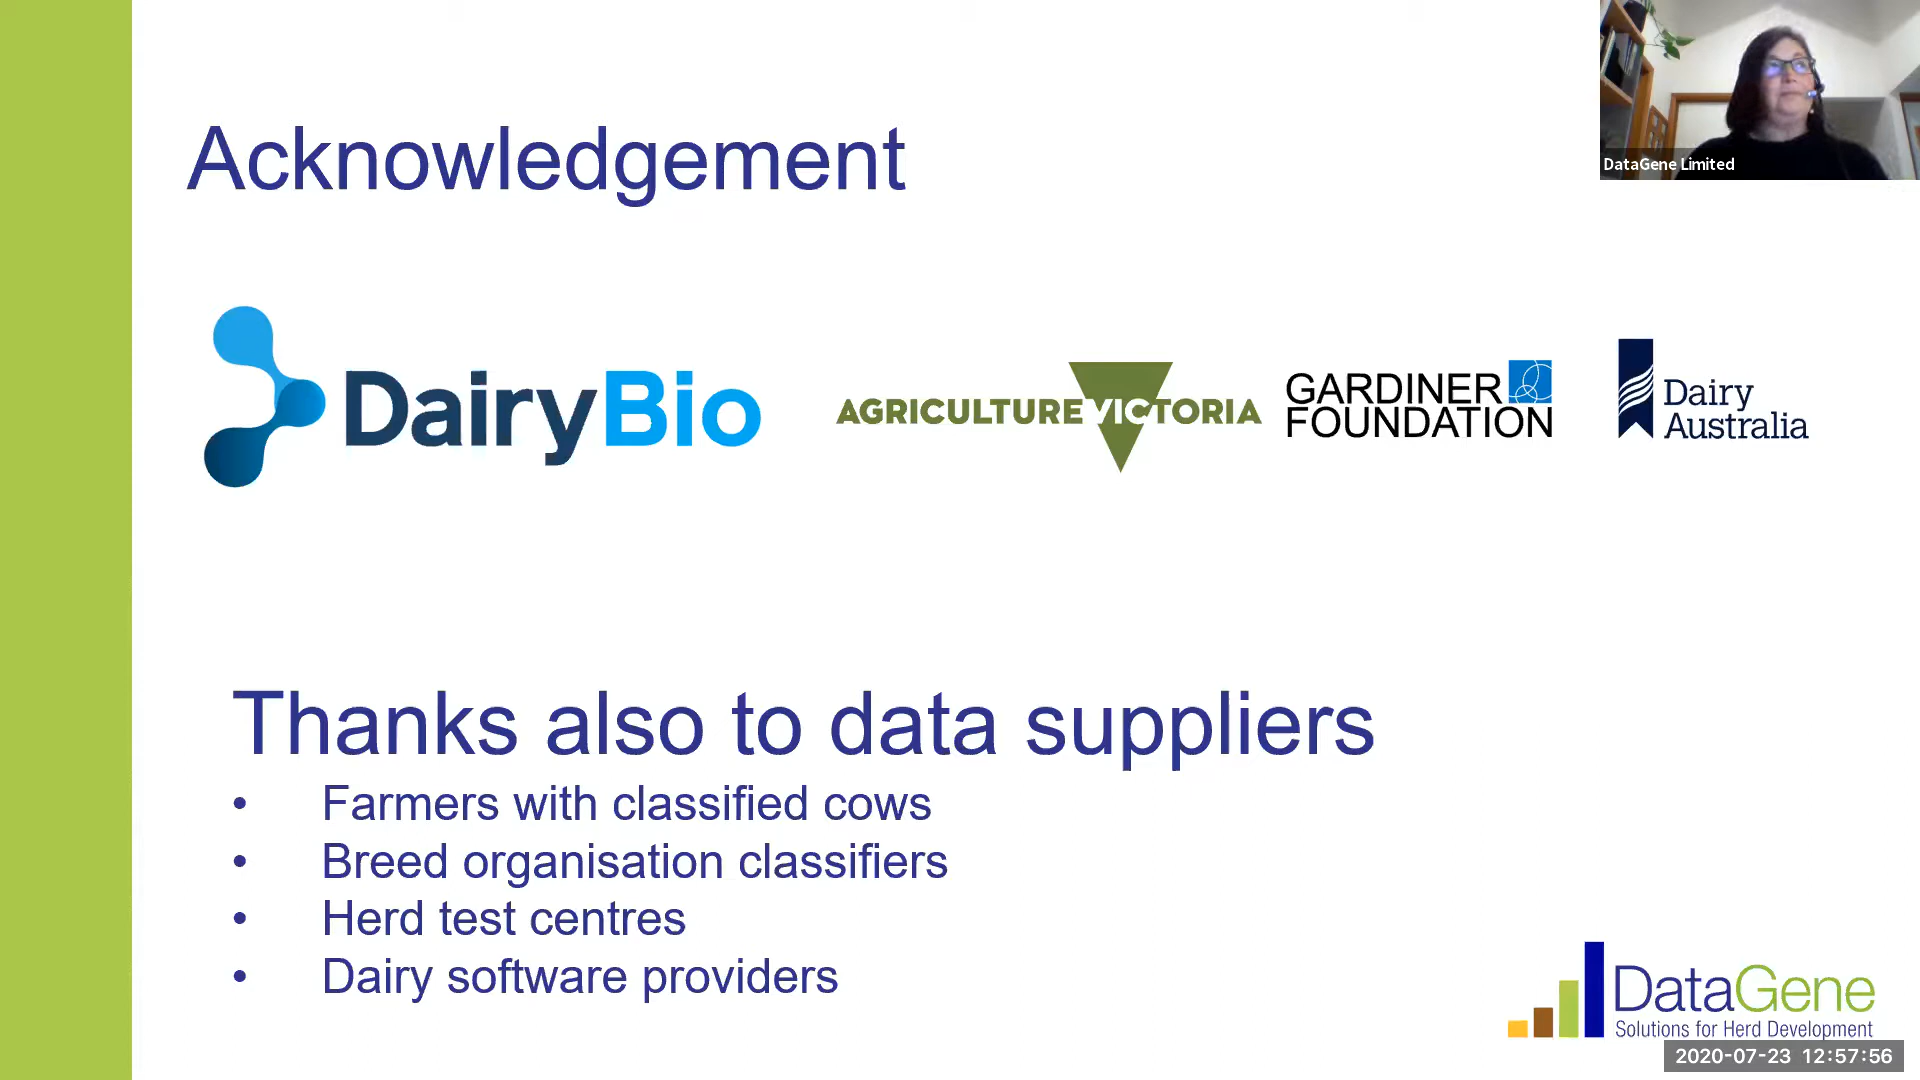 DataGene Limited
Acknowledgement
DairyBio
AGRICULTURE VICTORIA
GARDINER
FOUNDATION
Dairy
Australia
Thanks also to data suppliers
• Farmers with classified cows
• Breed organisation classifiers
• Herd test centres
• Dairy software providers
DataGene
Solutions for Herd Development
2020-07-23 12:57:56